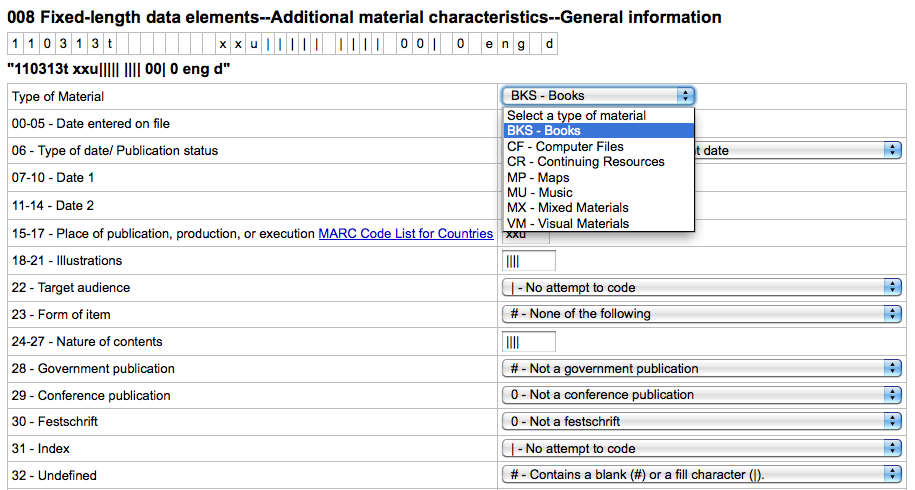 008 Fixed-length data elements--Additional material characteristics--General information
1 1 0 3 1 3 t x x u | | | | | | | | | 0 0 | 0 e n g d
"110313t xxu||||| |||| 00| 0 eng d"
Type of Material BKS - Books
Select a type of material
BKS - Books
CF - Computer Files
CR - Continuing Resources
MP - Maps
MU - Music
MX - Mixed Materials
VM - Visual Materials
00-05 - Date entered on file
06 - Type of date/ Publication status t date
07-10 - Date 1
11-14 - Date 2
15-17 - Place of publication, production, or execution MARC Code List for Countries xxu
18-21 - Illustrations ||||
22 - Target audience | - No attempt to code
23 - Form of item # - None of the following
24-27 - Nature of contents ||||
28 - Government publication # - Not a government publication
29 - Conference publication 0 - Not a conference publication
30 - Festschrift 0 - Not a festschrift
31 - Index | - No attempt to code
32 - Undefined # - Contains a blank (#) or a fill character (|).